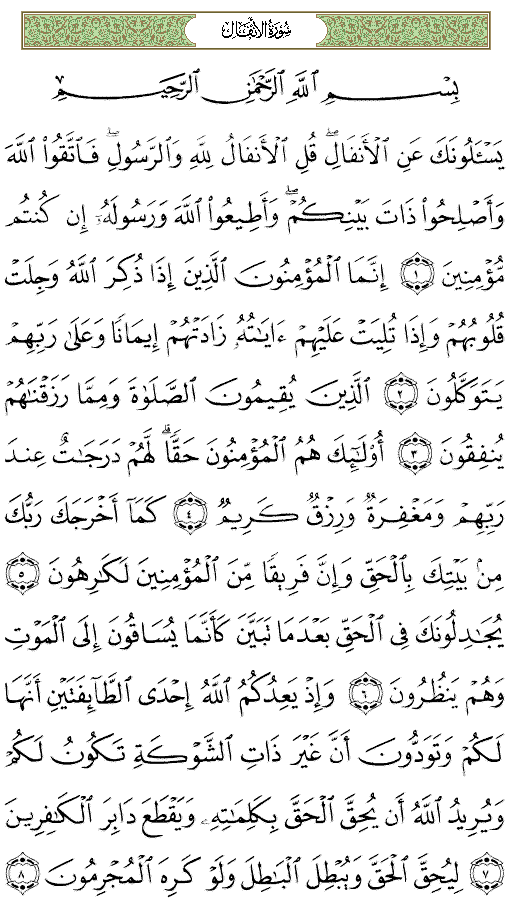 سُورَةُ الأَنفَال
بِسْمِ ٱللَّهِ ٱلرَّحْمَٰنِ ٱلرَّحِيمِ
يَسْـَٔلُونَكَ عَنِ ٱلْأَنفَالِۖ قُلِ ٱلْأَنفَالُ لِلَّهِ وَٱلرَّسُولِۖ فَٱتَّقُوا۟ ٱللَّهَ
وَأَصْلِحُوا۟ ذَاتَ بَيْنِكُمْۖ وَأَطِيعُوا۟ ٱللَّهَ وَرَسُولَهُۥٓ إِن كُنتُم
مُّؤْمِنِينَ ١ إِنَّمَا ٱلْمُؤْمِنُونَ ٱلَّذِينَ إِذَا ذُكِرَ ٱللَّهُ وَجِلَتْ
قُلُوبُهُمْ وَإِذَا تُلِيَتْ عَلَيْهِمْ ءَايَٰتُهُۥ زَادَتْهُمْ إِيمَٰنًا وَعَلَىٰ رَبِّهِمْ
يَتَوَكَّلُونَ ٢ ٱلَّذِينَ يُقِيمُونَ ٱلصَّلَوٰةَ وَمِمَّا رَزَقْنَٰهُمْ
يُنفِقُونَ ٣ أُو۟لَٰٓئِكَ هُمُ ٱلْمُؤْمِنُونَ حَقًّاۚ لَّهُمْ دَرَجَٰتٌ عِندَ
رَبِّهِمْ وَمَغْفِرَةٌ وَرِزْقٌ كَرِيمٌ ٤ كَمَآ أَخْرَجَكَ رَبُّكَ
مِنۢ بَيْتِكَ بِٱلْحَقِّ وَإِنَّ فَرِيقًا مِّنَ ٱلْمُؤْمِنِينَ لَكَٰرِهُونَ ٥
يُجَٰدِلُونَكَ فِى ٱلْحَقِّ بَعْدَمَا تَبَيَّنَ كَأَنَّمَا يُسَاقُونَ إِلَى ٱلْمَوْتِ
وَهُمْ يَنظُرُونَ ٦ وَإِذْ يَعِدُكُمُ ٱللَّهُ إِحْدَى ٱلطَّآئِفَتَيْنِ أَنَّهَا
لَكُمْ وَتَوَدُّونَ أَنَّ غَيْرَ ذَاتِ ٱلشَّوْكَةِ تَكُونُ لَكُمْ
وَيُرِيدُ ٱللَّهُ أَن يُحِقَّ ٱلْحَقَّ بِكَلِمَٰتِهِۦ وَيَقْطَعَ دَابِرَ ٱلْكَٰفِرِينَ
٧ لِيُحِقَّ ٱلْحَقَّ وَيُبْطِلَ ٱلْبَٰطِلَ وَلَوْ كَرِهَ ٱلْمُجْرِمُونَ ٨